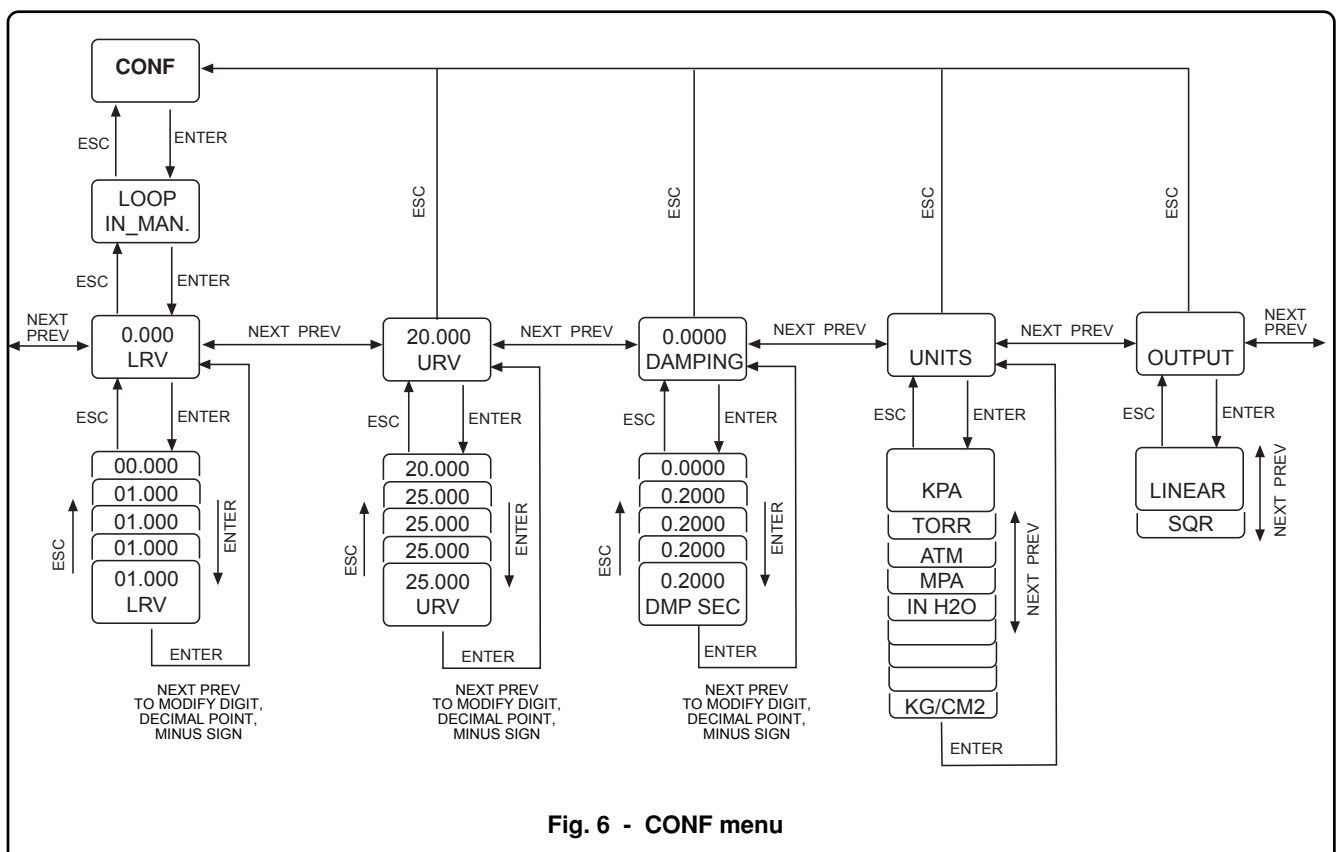 CONF
ESC
ENTER
LOOP
IN_MAN.
ESC
ENTER
ESC
ESC
ESC
ESC
NEXT
PREV
0.000
LRV
NEXT PREV
20.000
URV
NEXT PREV
0.0000
DAMPING
NEXT PREV
UNITS
NEXT PREV
OUTPUT
NEXT
PREV
ESC
ENTER
ESC
ENTER
ESC
ENTER
ESC
ENTER
ESC
ENTER
00.000
01.000
01.000
01.000
01.000
LRV
ESC
ENTER
ENTER
NEXT PREV
TO MODIFY DIGIT,
DECIMAL POINT,
MINUS SIGN
20.000
25.000
25.000
25.000
25.000
URV
ESC
ENTER
ENTER
NEXT PREV
TO MODIFY DIGIT,
DECIMAL POINT,
MINUS SIGN
0.0000
0.2000
0.2000
0.2000
0.2000
DMP SEC
ESC
ENTER
ENTER
NEXT PREV
TO MODIFY DIGIT,
DECIMAL POINT,
MINUS SIGN
KPA
TORR
ATM
MPA
IN H2O
KG/CM2
NEXT PREV
ENTER
LINEAR
SQR
NEXT PREV
Fig. 6 - CONF menu